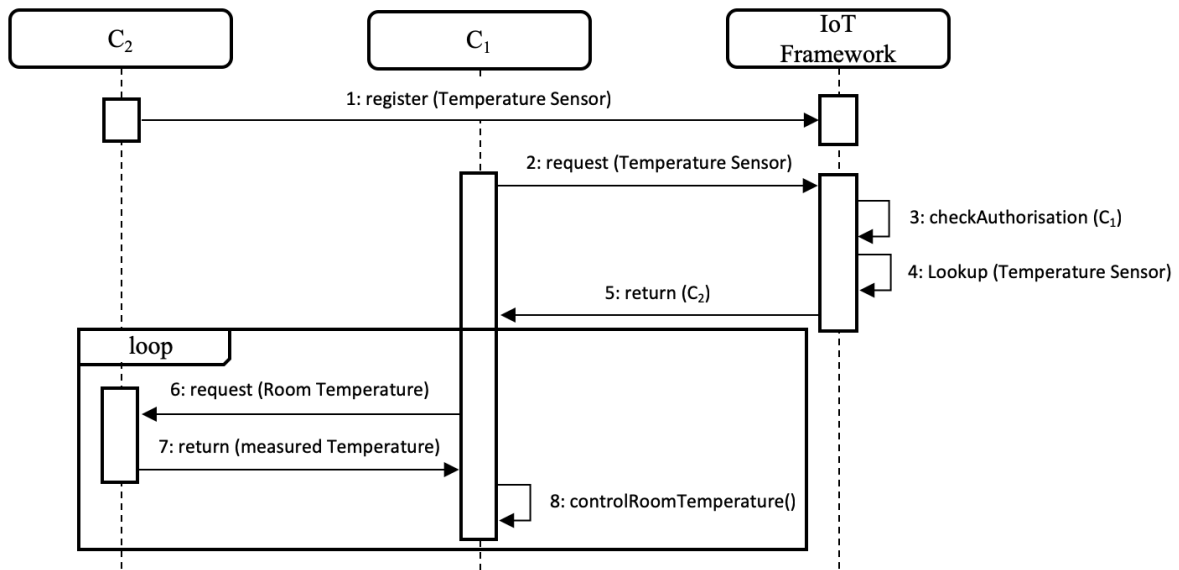 C₂
C₁
IoT
Framework
1: register (Temperature Sensor)
2: request (Temperature Sensor)
3: checkAuthorisation (C₁)
4: Lookup (Temperature Sensor)
5: return (C₂)
loop
6: request (Room Temperature)
7: return (measured Temperature)
8: controlRoomTemperature()